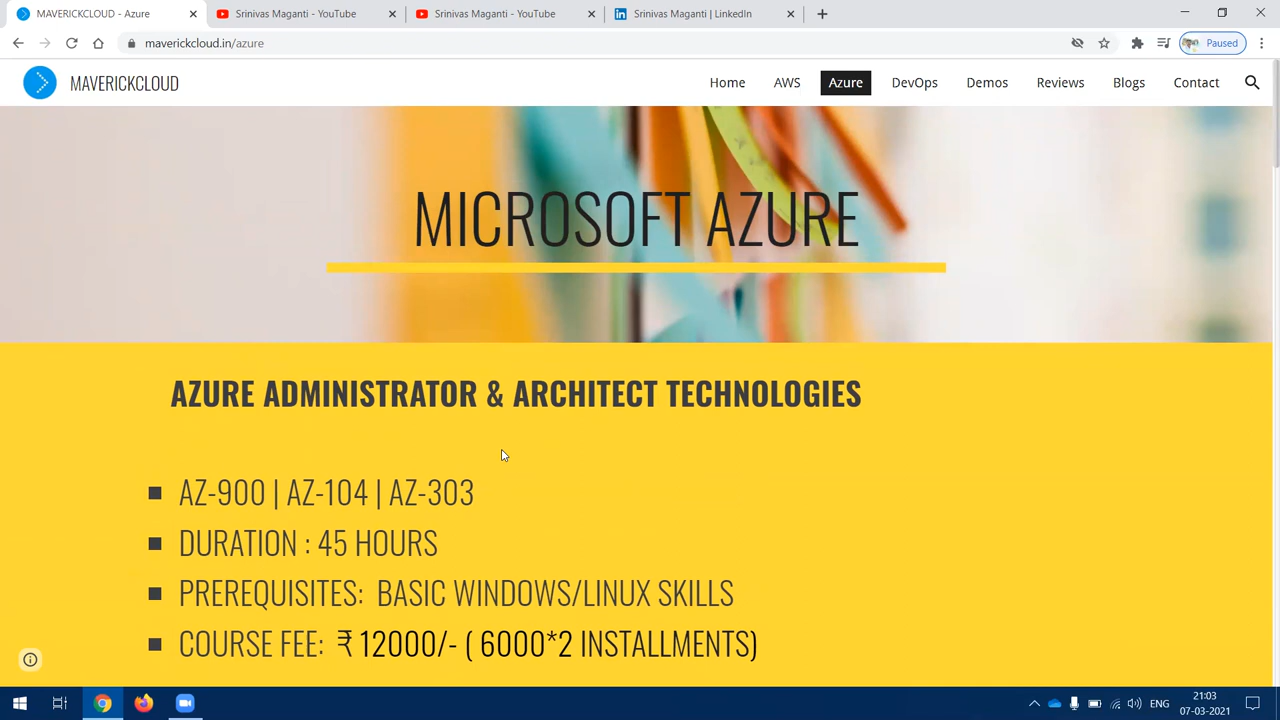 MAVERICKCLOUD - Azure
Srinivas Maganti - YouTube
Srinivas Maganti - YouTube
Srinivas Maganti | LinkedIn
maverickcloud.in/azure
Paused
MAVERICKCLOUD
Home AWS Azure DevOps Demos Reviews Blogs Contact
MICROSOFT AZURE
AZURE ADMINISTRATOR & ARCHITECT TECHNOLOGIES
AZ-900 | AZ-104 | AZ-303
DURATION : 45 HOURS
PREREQUISITES: BASIC WINDOWS/LINUX SKILLS
COURSE FEE: ₹ 12000/- ( 6000*2 INSTALLMENTS)
ENG
21:03
07-03-2021